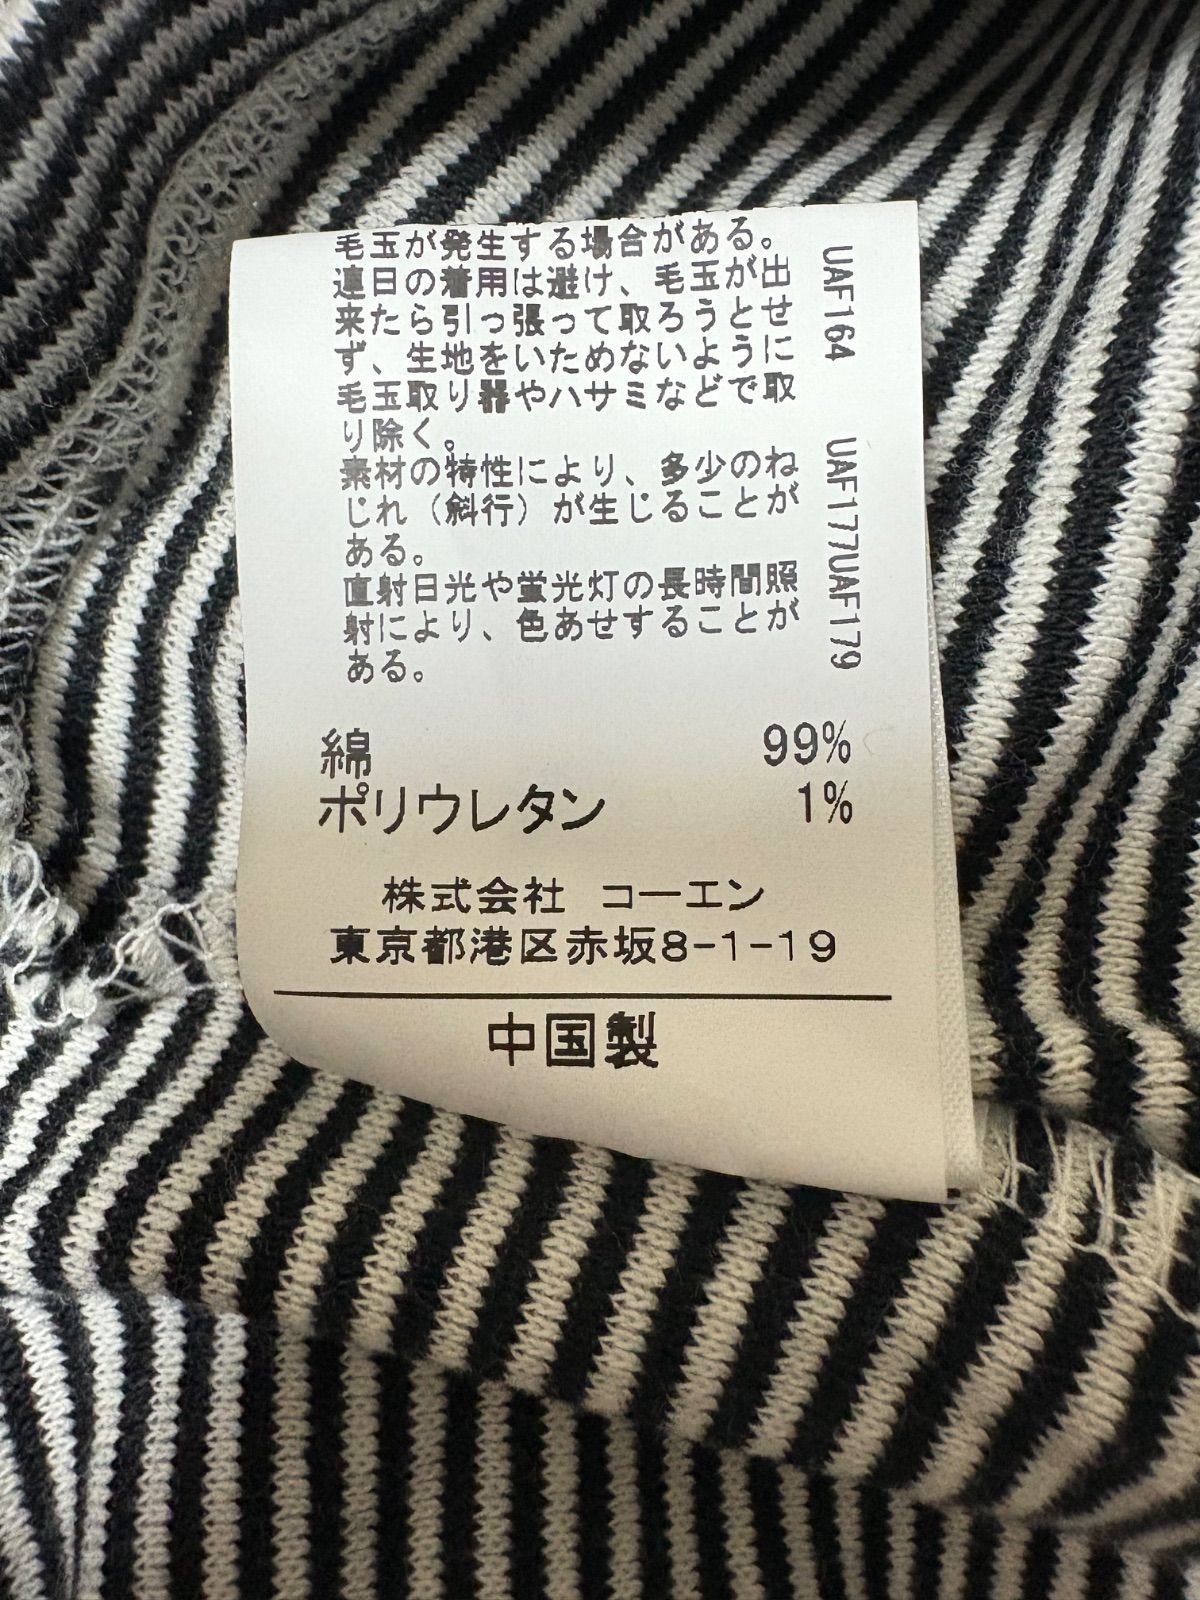 毛玉が発生する場合がある。
連日の着用は避け、毛玉が出
来たら引っ張って取ろうとせ
ず、生地をいためないように
毛玉取り器やハサミなどで取
り除く。
素材の特性により、多少のね
じれ（斜行）が生じることが
ある。
直射日光や蛍光灯の長時間照
射により、色あせすることが
ある。
UAF164
UAF177UAF179
綿 99%
ポリウレタン 1%
株式会社 コーエン
東京都港区赤坂8-1-19
中国製